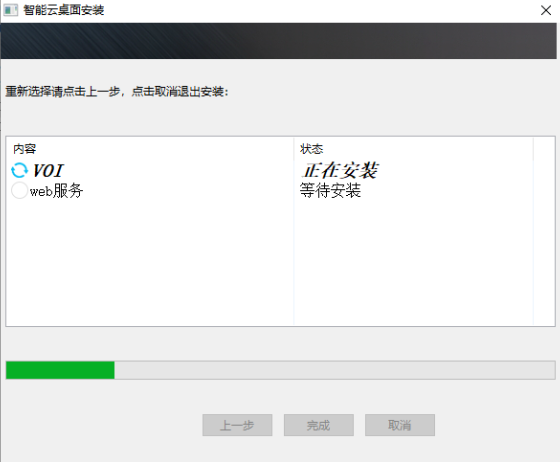 智能云桌面安装
重新选择请点击上一步，点击取消退出安装：
内容 状态
VOI 正在安装
web服务 等待安装
上一步 完成 取消